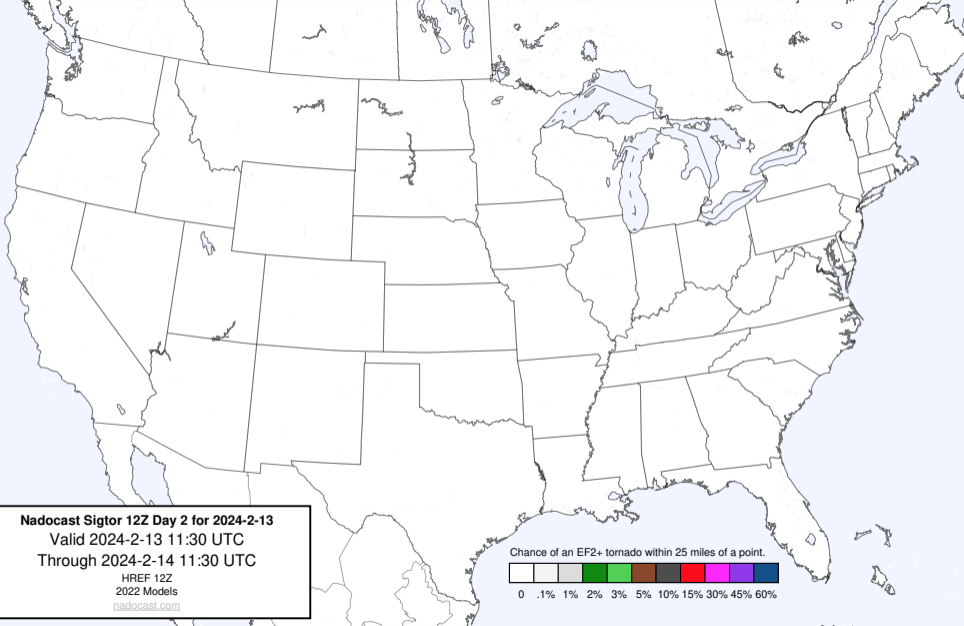 Nadocast Sigtor 12Z Day 2 for 2024-2-13
Valid 2024-2-13 11:30 UTC
Through 2024-2-14 11:30 UTC
HREF 12Z
2022 Models
nadocast.com
Chance of an EF2+ tornado within 25 miles of a point.
0 .1% 1% 2% 3% 5% 10% 15% 30% 45% 60%